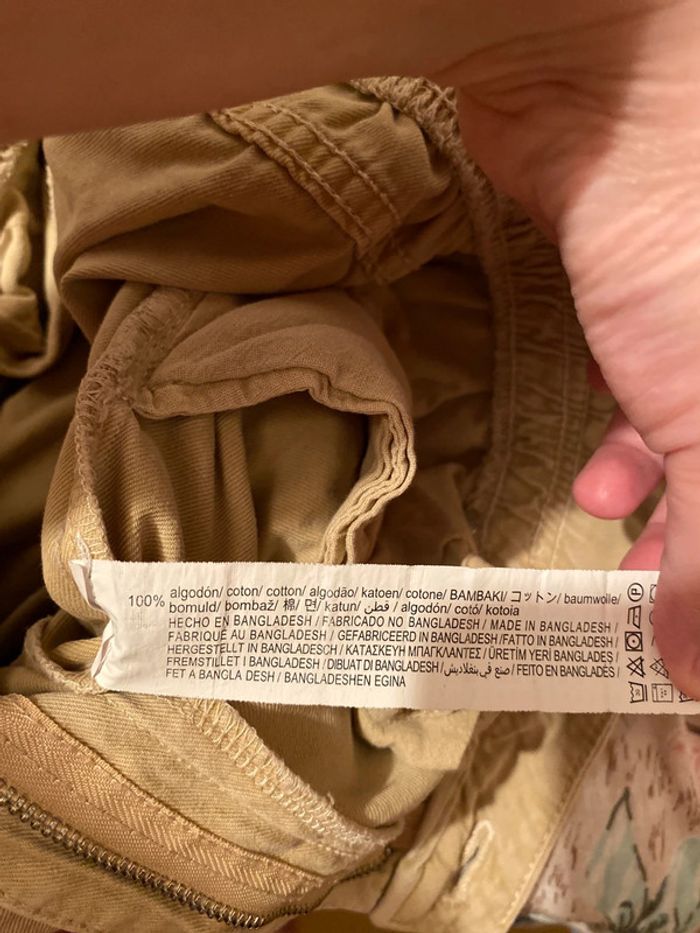 100% algodón/ coton/ cotton/ algodão/ katoen/ cotone/ BAMBAKI/ コットン/ baumwolle/
bomuld/ bombaž/ 棉/ 면/ katun/ قطن / algodón/ cotó/ kotoia
HECHO EN BANGLADESH / FABRICADO NO BANGLADESH / MADE IN BANGLADESH /
FABRIQUÉ AU BANGLADESH / GEFABRICEERD IN BANGLADESH /FATTO IN BANGLADESH /
HERGESTELLT IN BANGLADESCH / ΚΑΤΑΣΚΕΥΗ ΜΠΑΓΚΛΑΝΤΕΣ / ÜRETİM YERİ BANGLADEŞ /
FREMSTILLET I BANGLADESH / DIBUAT DI BANGLADESH / صنع في بنغلاديش / FEITO EN BANGLADÉS /
FET A BANGLA DESH / BANGLADESHEN EGINA